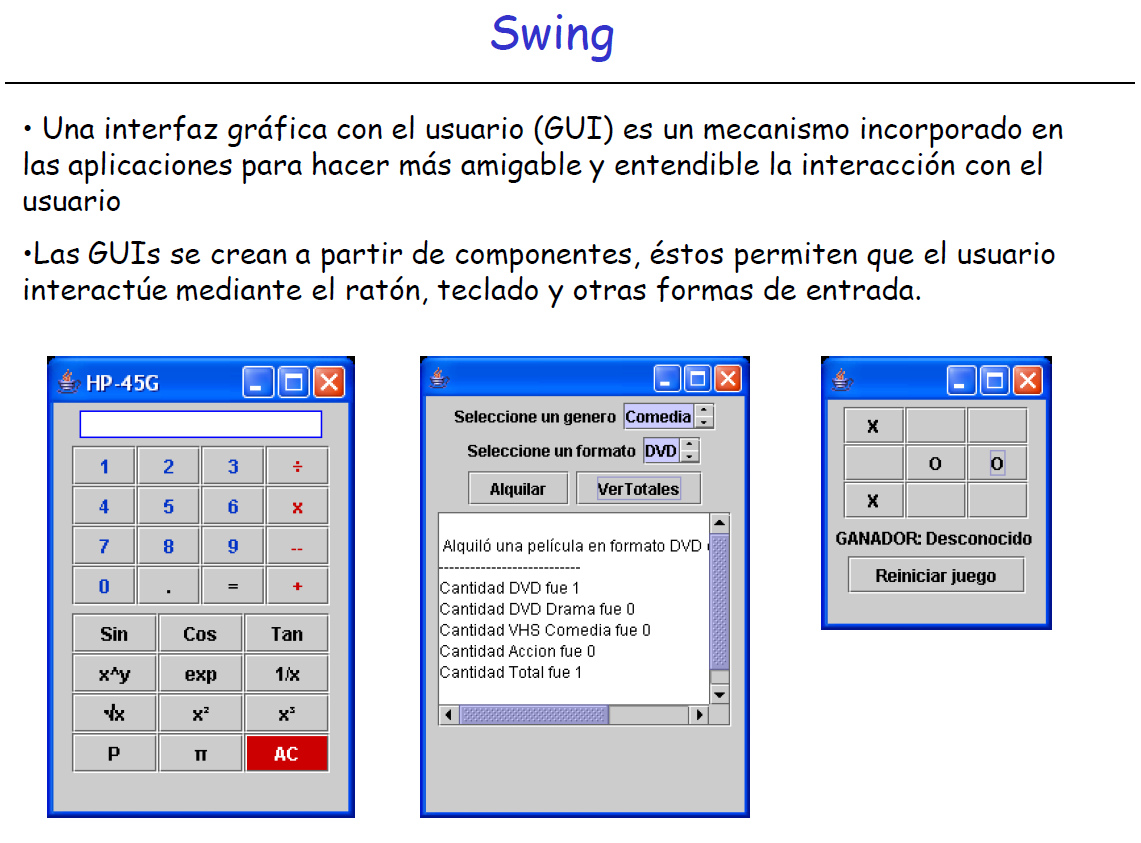 Swing
• Una interfaz gráfica con el usuario (GUI) es un mecanismo incorporado en
las aplicaciones para hacer más amigable y entendible la interacción con el
usuario
•Las GUIs se crean a partir de componentes, éstos permiten que el usuario
interactúe mediante el ratón, teclado y otras formas de entrada.
HP-45G
1 2 3 ÷
4 5 6 x
7 8 9 --
0 . = +
Sin Cos Tan
x^y exp 1/x
√x x² x³
P π AC
Seleccione un genero Comedia
Seleccione un formato DVD
Alquilar VerTotales
Alquiló una película en formato DVD
---------------------------
Cantidad DVD fue 1
Cantidad DVD Drama fue 0
Cantidad VHS Comedia fue 0
Cantidad Accion fue 0
Cantidad Total fue 1
X
O O
X
GANADOR: Desconocido
Reiniciar juego